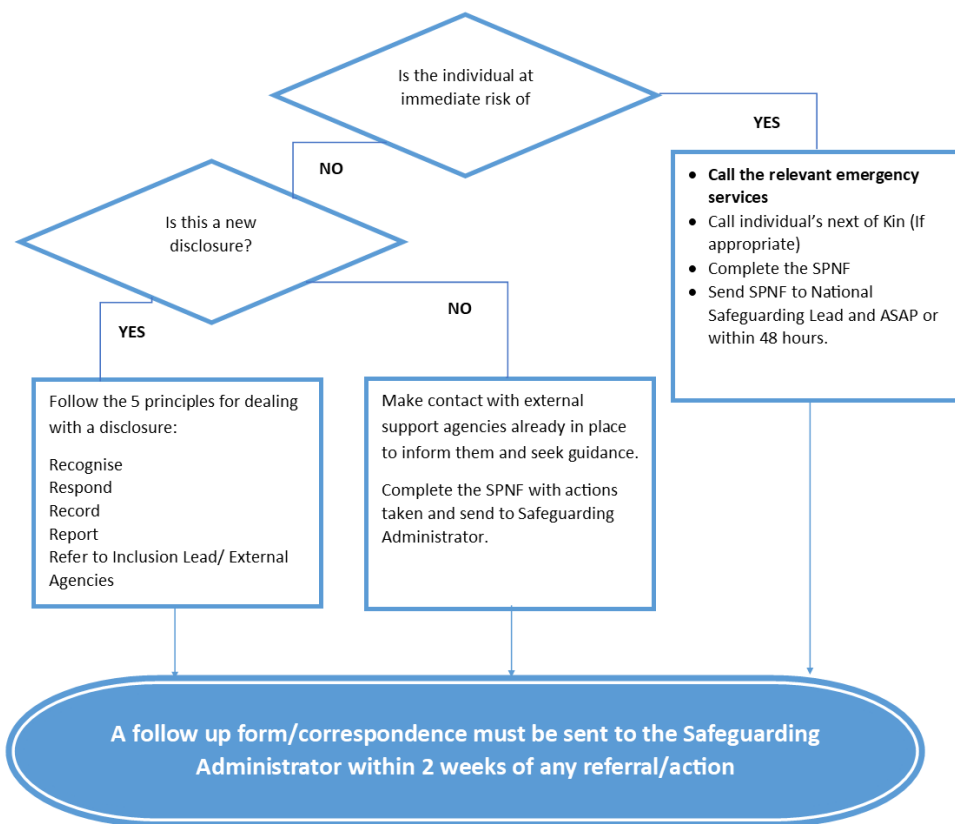 Is the individual at
immediate risk of
YES
NO
• Call the relevant emergency
services
• Call individual’s next of Kin (If
appropriate)
• Complete the SPNF
• Send SPNF to National
Safeguarding Lead and ASAP or
within 48 hours.
Is this a new
disclosure?
YES
NO
Follow the 5 principles for dealing
with a disclosure:
Recognise
Respond
Record
Report
Refer to Inclusion Lead/ External
Agencies
Make contact with external
support agencies already in place
to inform them and seek guidance.
Complete the SPNF with actions
taken and send to Safeguarding
Administrator.
A follow up form/correspondence must be sent to the Safeguarding
Administrator within 2 weeks of any referral/action